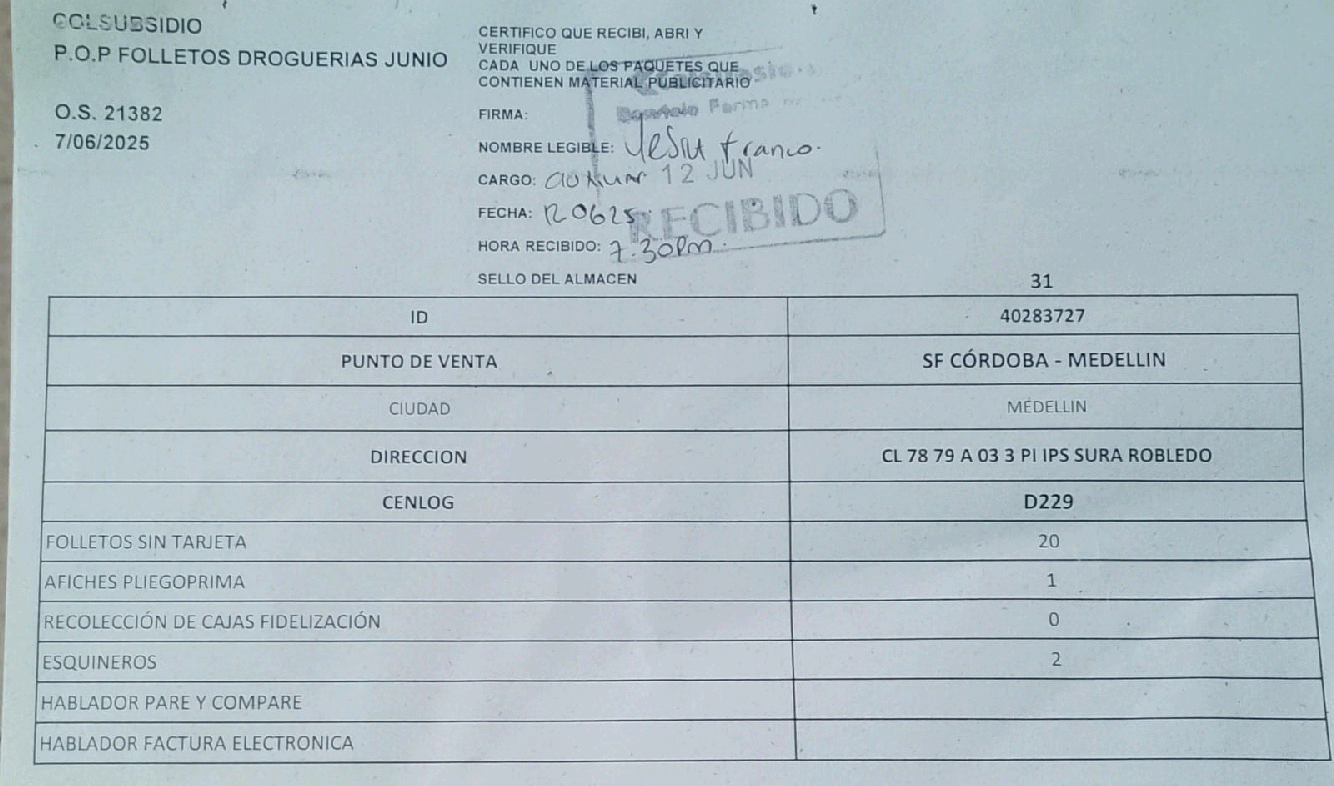 COLSUBSIDIO
P.O.P FOLLETOS DROGUERIAS JUNIO
O.S. 21382
7/06/2025
CERTIFICO QUE RECIBI, ABRI Y
VERIFIQUE
CADA UNO DE LOS PAQUETES QUE
CONTIENEN MATERIAL PUBLICITARIO
FIRMA:
NOMBRE LEGIBLE: Yesid Franco.
CARGO: auxiliar 12 JUN
FECHA: 120625. RECIBIDO
HORA RECIBIDO: 7.30pm.
SELLO DEL ALMACEN
31
ID 40283727
PUNTO DE VENTA SF CÓRDOBA - MEDELLIN
CIUDAD MEDELLIN
DIRECCION CL 78 79 A 03 3 PI IPS SURA ROBLEDO
CENLOG D229
FOLLETOS SIN TARJETA 20
AFICHES PLIEGOPRIMA 1
RECOLECCIÓN DE CAJAS FIDELIZACIÓN 0
ESQUINEROS 2
HABLADOR PARE Y COMPARE
HABLADOR FACTURA ELECTRONICA